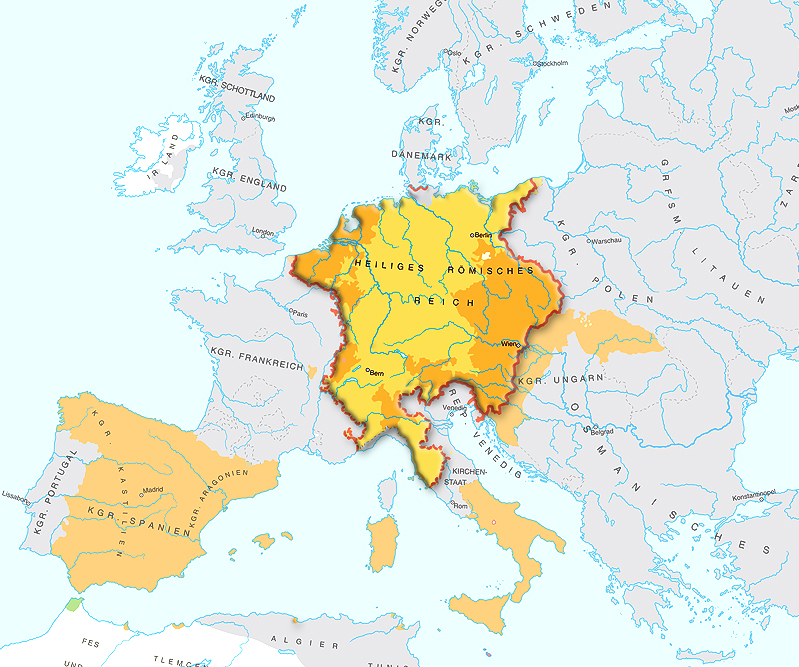 KGR. NORWEG
KGR. SCHWEDEN
Oslo
Stockholm
KGR. SCHOTTLAND
Edinburgh
Mosk
KGR.
DÄNEMARK
IRLAND
KGR. ENGLAND
London
GRFSM.
LITAUEN
ZAR
Berlin
Warschau
KGR. POLEN
HEILIGES RÖMISCHES
REICH
Paris
KGR. FRANKREICH
Wien
Bern
KGR. UNGARN
Venedig
REP. VENEDIG
Belgrad
OSMANISCHES
KIRCHEN-
STAAT
Rom
Konstantinopel
Lissabon
KGR. PORTUGAL
KGR.
KASTILIEN
Madrid
KGR. SPANIEN
KGR. ARAGONIEN
FES
UND
TLEMCEN
ALGIER
TUNIS